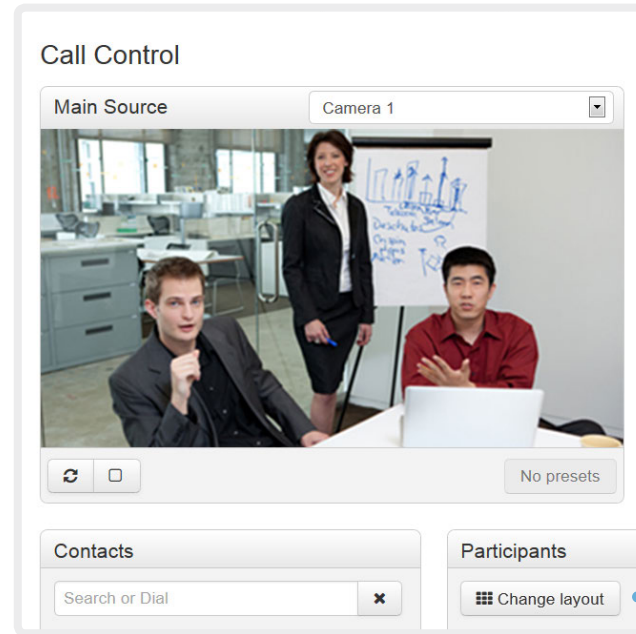 Call Control
Main Source
Camera 1
No presets
Contacts
Participants
Search or Dial
Change layout